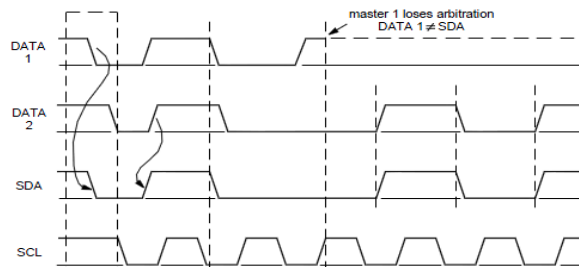 master 1 loses arbitration
DATA 1≠SDA
DATA
1
DATA
2
SDA
SCL